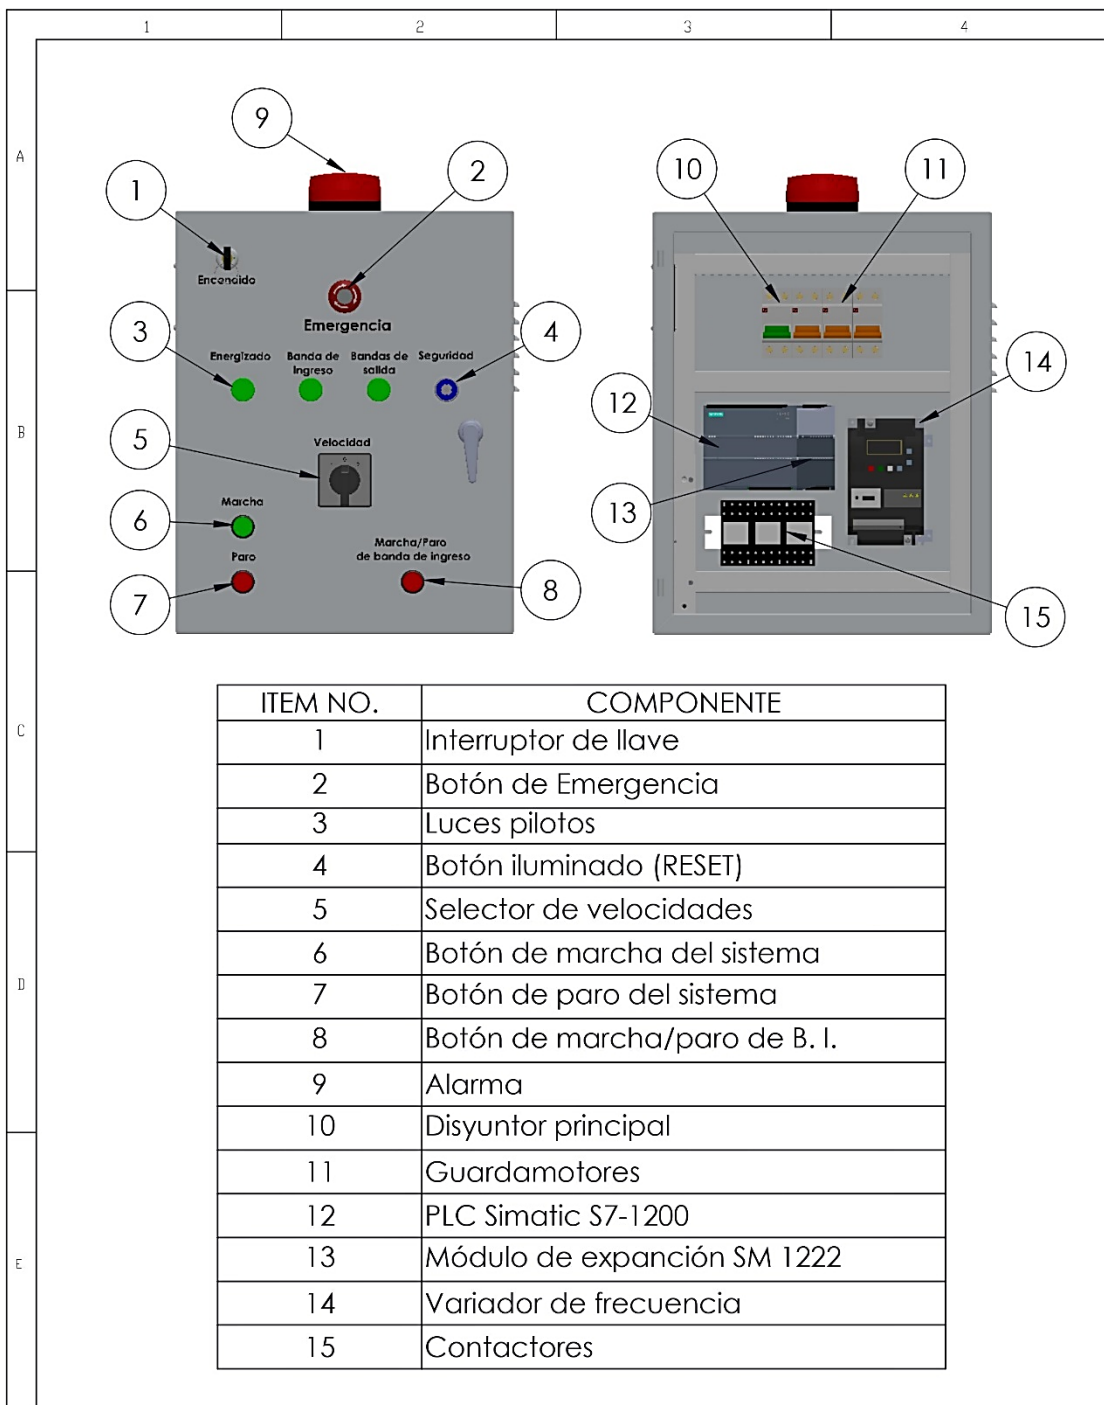 1 2 3 4
A
B
C
D
E
9
1
2
10
11
Encendido
Emergencia
3
4
14
Energizado Banda de Ingreso Bandas de salida Seguridad
12
5
Velocidad
13
Marcha
6
Paro
Marcha/Paro
de banda de ingreso
7
8
15
SIEMENS
ITEM NO. COMPONENTE
1 Interruptor de llave
2 Botón de Emergencia
3 Luces pilotos
4 Botón iluminado (RESET)
5 Selector de velocidades
6 Botón de marcha del sistema
7 Botón de paro del sistema
8 Botón de marcha/paro de B. I.
9 Alarma
10 Disyuntor principal
11 Guardamotores
12 PLC Simatic S7-1200
13 Módulo de expanción SM 1222
14 Variador de frecuencia
15 Contactores